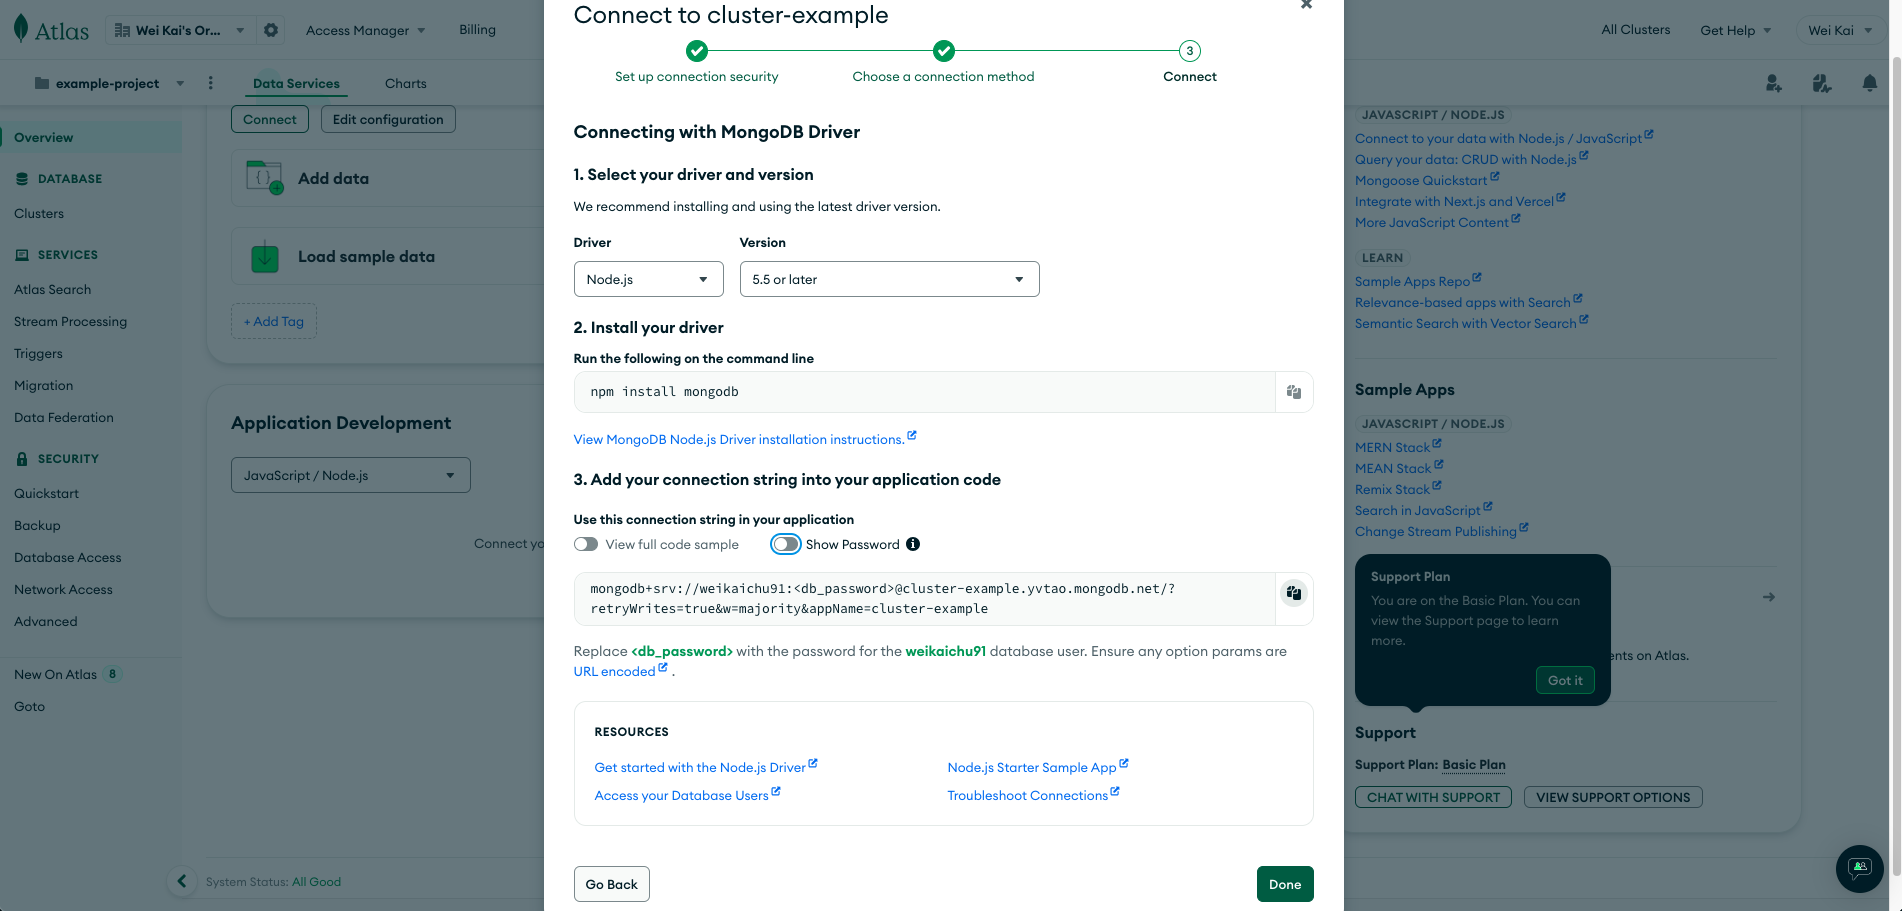 Atlas
Wei Kai's Or...
Access Manager
Billing
All Clusters
Get Help
Wei Kai
example-project
Data Services
Charts
Overview
DATABASE
Clusters
SERVICES
Atlas Search
Stream Processing
Triggers
Migration
Data Federation
SECURITY
Quickstart
Backup
Database Access
Network Access
Advanced
New On Atlas 8
Goto
Connect
Edit configuration
Add data
Load sample data
+ Add Tag
Application Development
JavaScript / Node.js
Connect yo
System Status: All Good
Connect to cluster-example
Set up connection security
Choose a connection method
3
Connect
Connecting with MongoDB Driver
1. Select your driver and version
We recommend installing and using the latest driver version.
Driver
Version
Node.js
5.5 or later
2. Install your driver
Run the following on the command line
npm install mongodb
View MongoDB Node.js Driver installation instructions.
3. Add your connection string into your application code
Use this connection string in your application
View full code sample
Show Password
mongodb+srv://weikaichu91:<db_password>@cluster-example.yvtao.mongodb.net/?
retryWrites=true&w=majority&appName=cluster-example
Replace <db_password> with the password for the weikaichu91 database user. Ensure any option params are
URL encoded .
RESOURCES
Get started with the Node.js Driver
Node.js Starter Sample App
Access your Database Users
Troubleshoot Connections
Go Back
Done
JAVASCRIPT / NODE.JS
Connect to your data with Node.js / JavaScript
Query your data: CRUD with Node.js
Mongoose Quickstart
Integrate with Next.js and Vercel
More JavaScript Content
LEARN
Sample Apps Repo
Relevance-based apps with Search
Semantic Search with Vector Search
Sample Apps
JAVASCRIPT / NODE.JS
MERN Stack
MEAN Stack
Remix Stack
Search in JavaScript
Change Stream Publishing
Support Plan
You are on the Basic Plan. You can
view the Support page to learn
more.
Got it
ents on Atlas.
Support
Support Plan: Basic Plan
CHAT WITH SUPPORT
VIEW SUPPORT OPTIONS